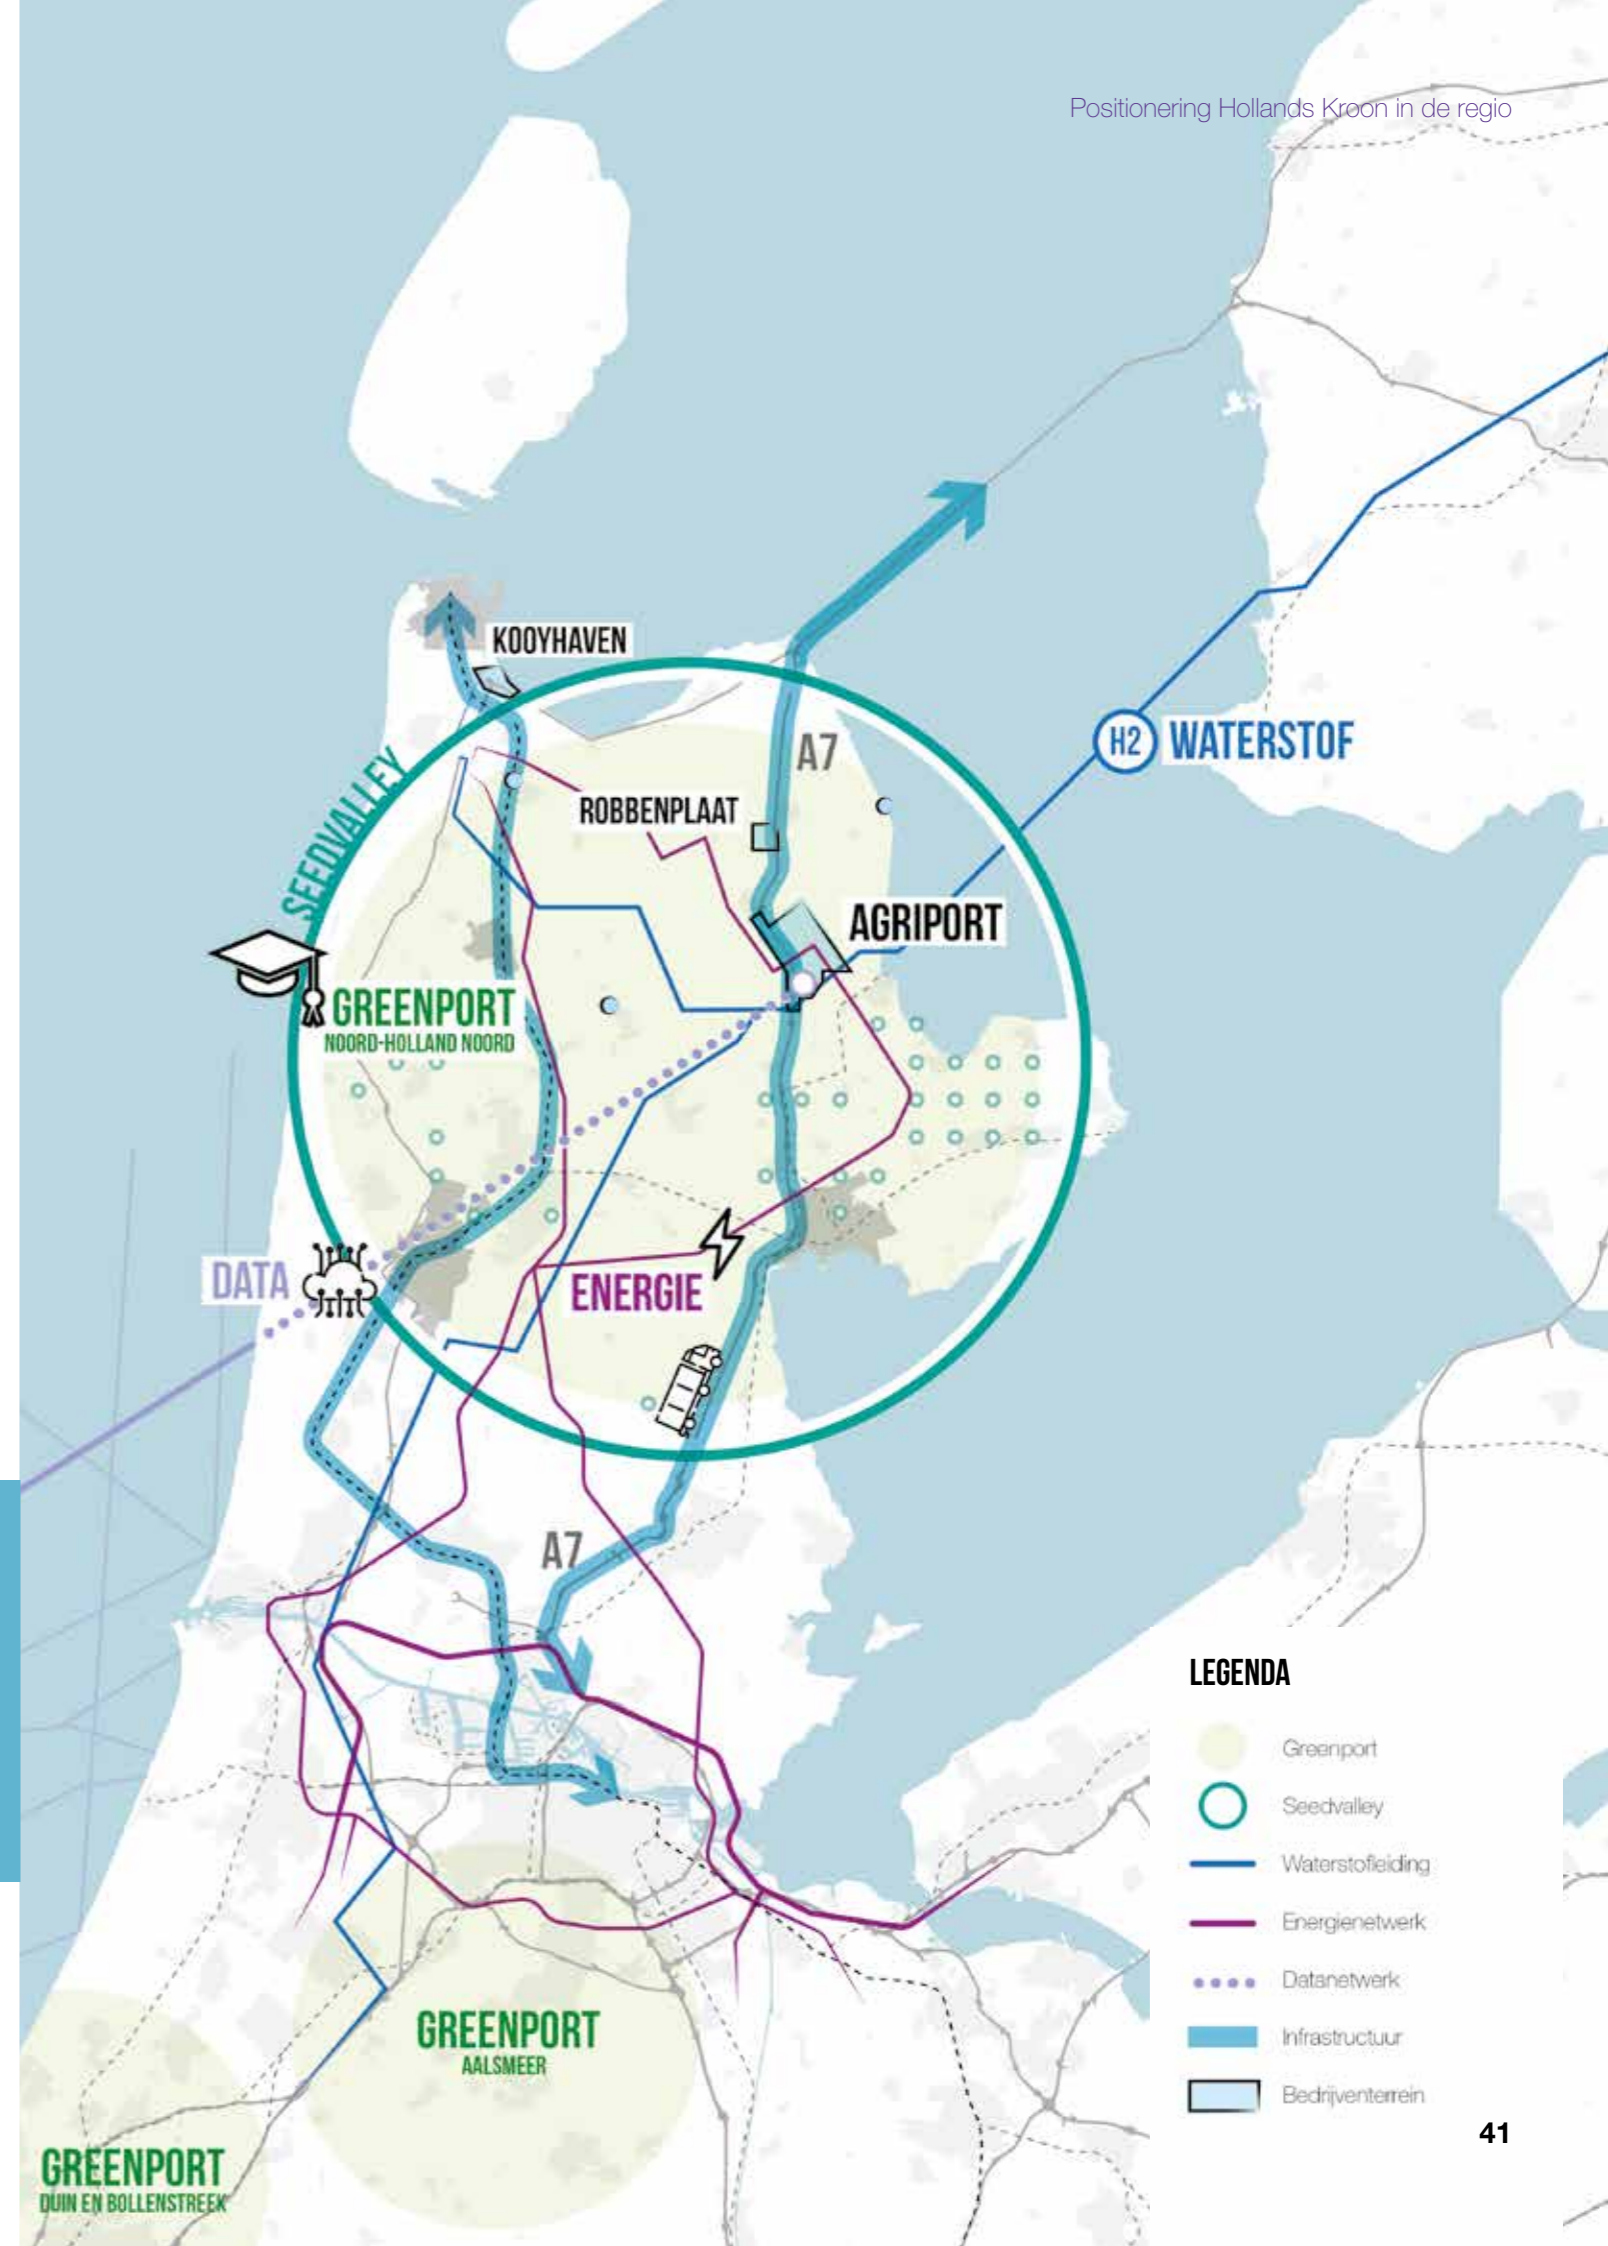 Positionering Hollands Kroon in de regio
KOOYHAVEN
SEEDVALLEY
A7
H2 WATERSTOF
ROBBENPLAAT
AGRIPORT
GREENPORT
NOORD-HOLLAND NOORD
DATA
ENERGIE
A7
LEGENDA
Greenport
Seedvalley
Waterstofleiding
Energienetwerk
Datanetwerk
Infrastructuur
Bedrijventerrein
GREENPORT
AALSMEER
GREENPORT
DUIN EN BOLLENSTREEK
41